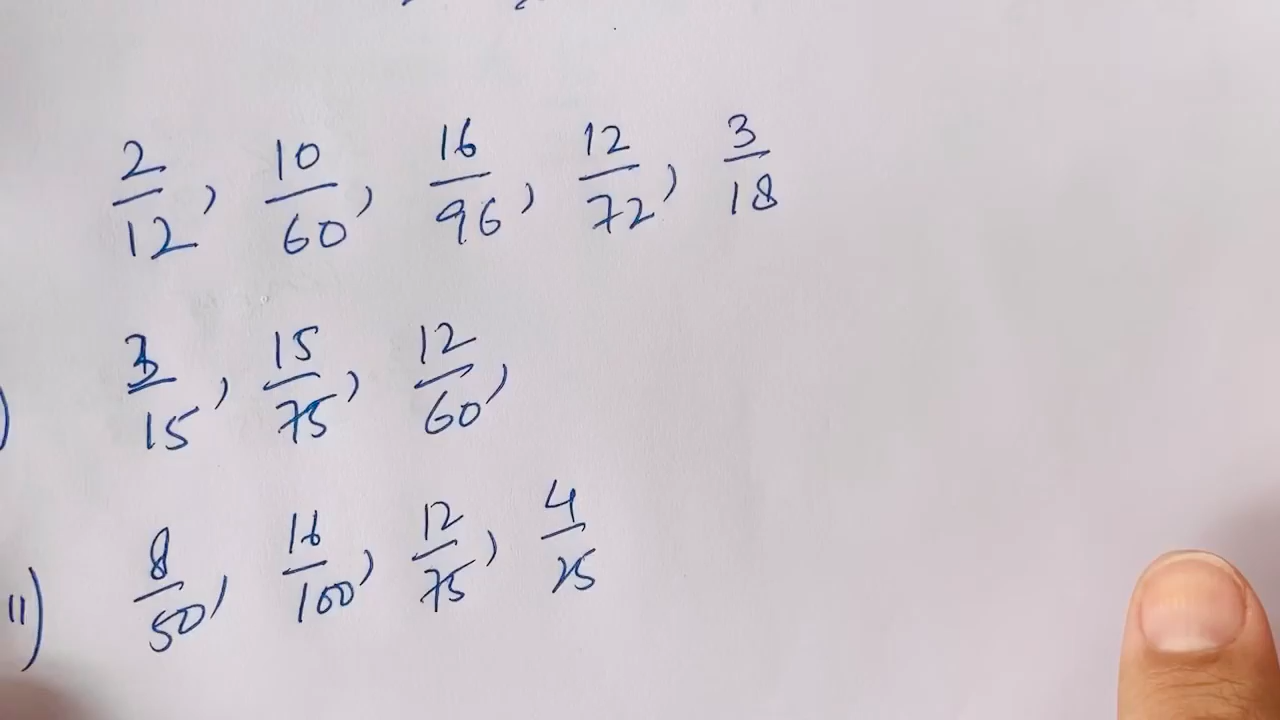 2/12, 10/60, 16/96, 12/72, 3/18
) 3/15, 15/75, 12/60,
11) 8/50, 16/100, 12/75, 4/25